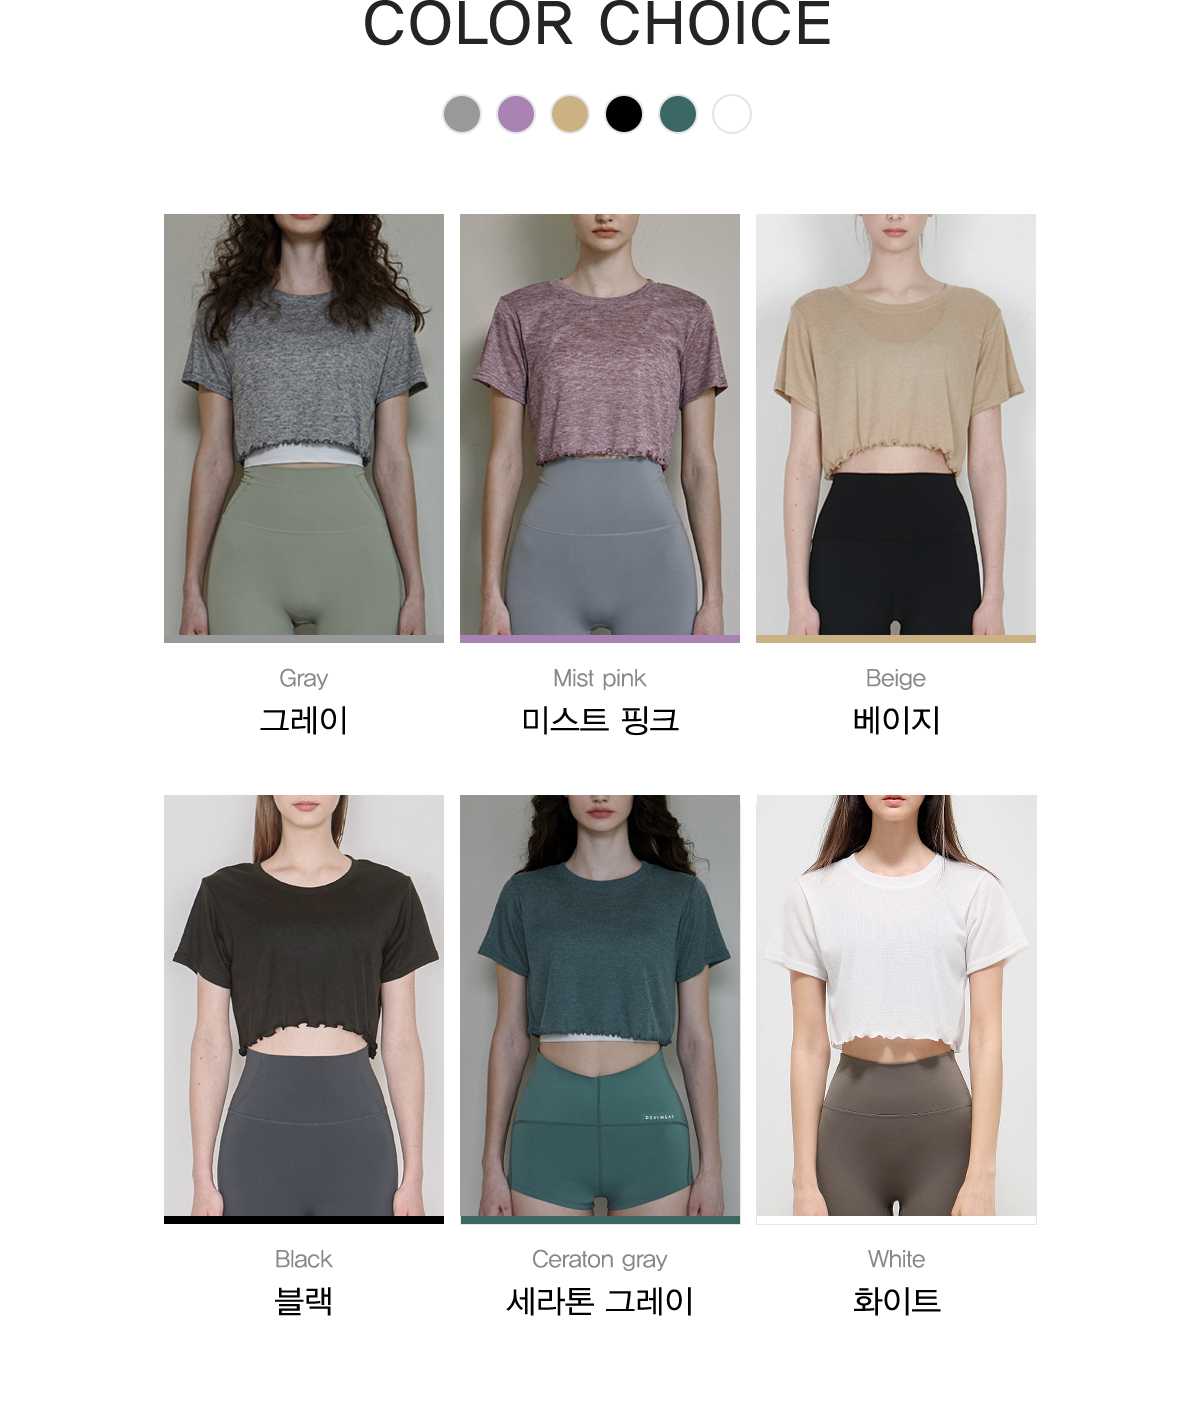 COLOR CHOICE
Gray
그레이
Mist pink
미스트 핑크
Beige
베이지
DEVIWEAR
Black
블랙
Ceraton gray
세라톤 그레이
White
화이트